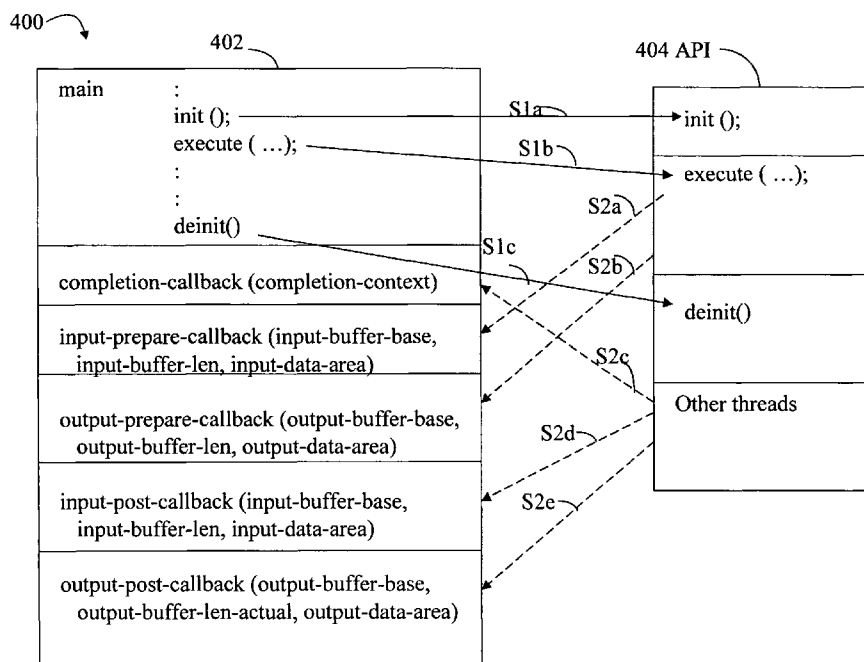 400
402
404 API
main :
init ();
execute ( ...);
:
:
deinit()
completion-callback (completion-context)
input-prepare-callback (input-buffer-base,
input-buffer-len, input-data-area)
output-prepare-callback (output-buffer-base,
output-buffer-len, output-data-area)
input-post-callback (input-buffer-base,
input-buffer-len, input-data-area)
output-post-callback (output-buffer-base,
output-buffer-len-actual, output-data-area)
S1a
S1b
S2a
S1c
S2b
S2c
S2d
S2e
init ();
execute ( ...);
deinit()
Other threads